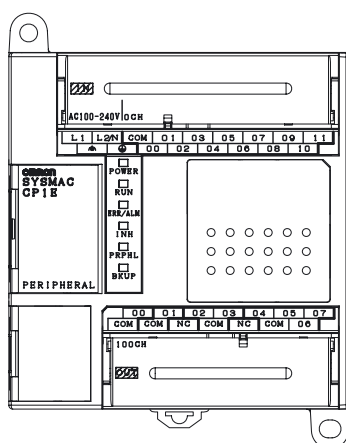 IN
AC100-240V 0CH
L1 L2/N COM 01 03 05 07 09 11
00 02 04 06 08 10
POWER
OMRON
SYSMAC
CP1E
RUN
ERR/ALM
INH
PRPHL
BKUP
PERIPHERAL
00 01 02 03 04 05 07
COM COM NC COM NC COM 06
100CH
OUT